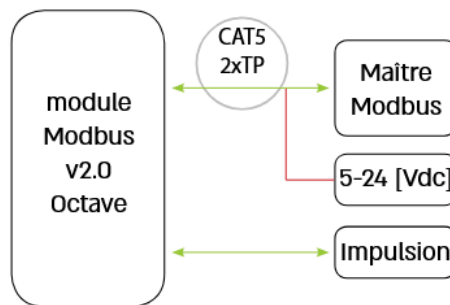 CAT5
2xTP
module
Modbus
v2.0
Octave
Maître
Modbus
5-24 [Vdc]
Impulsion